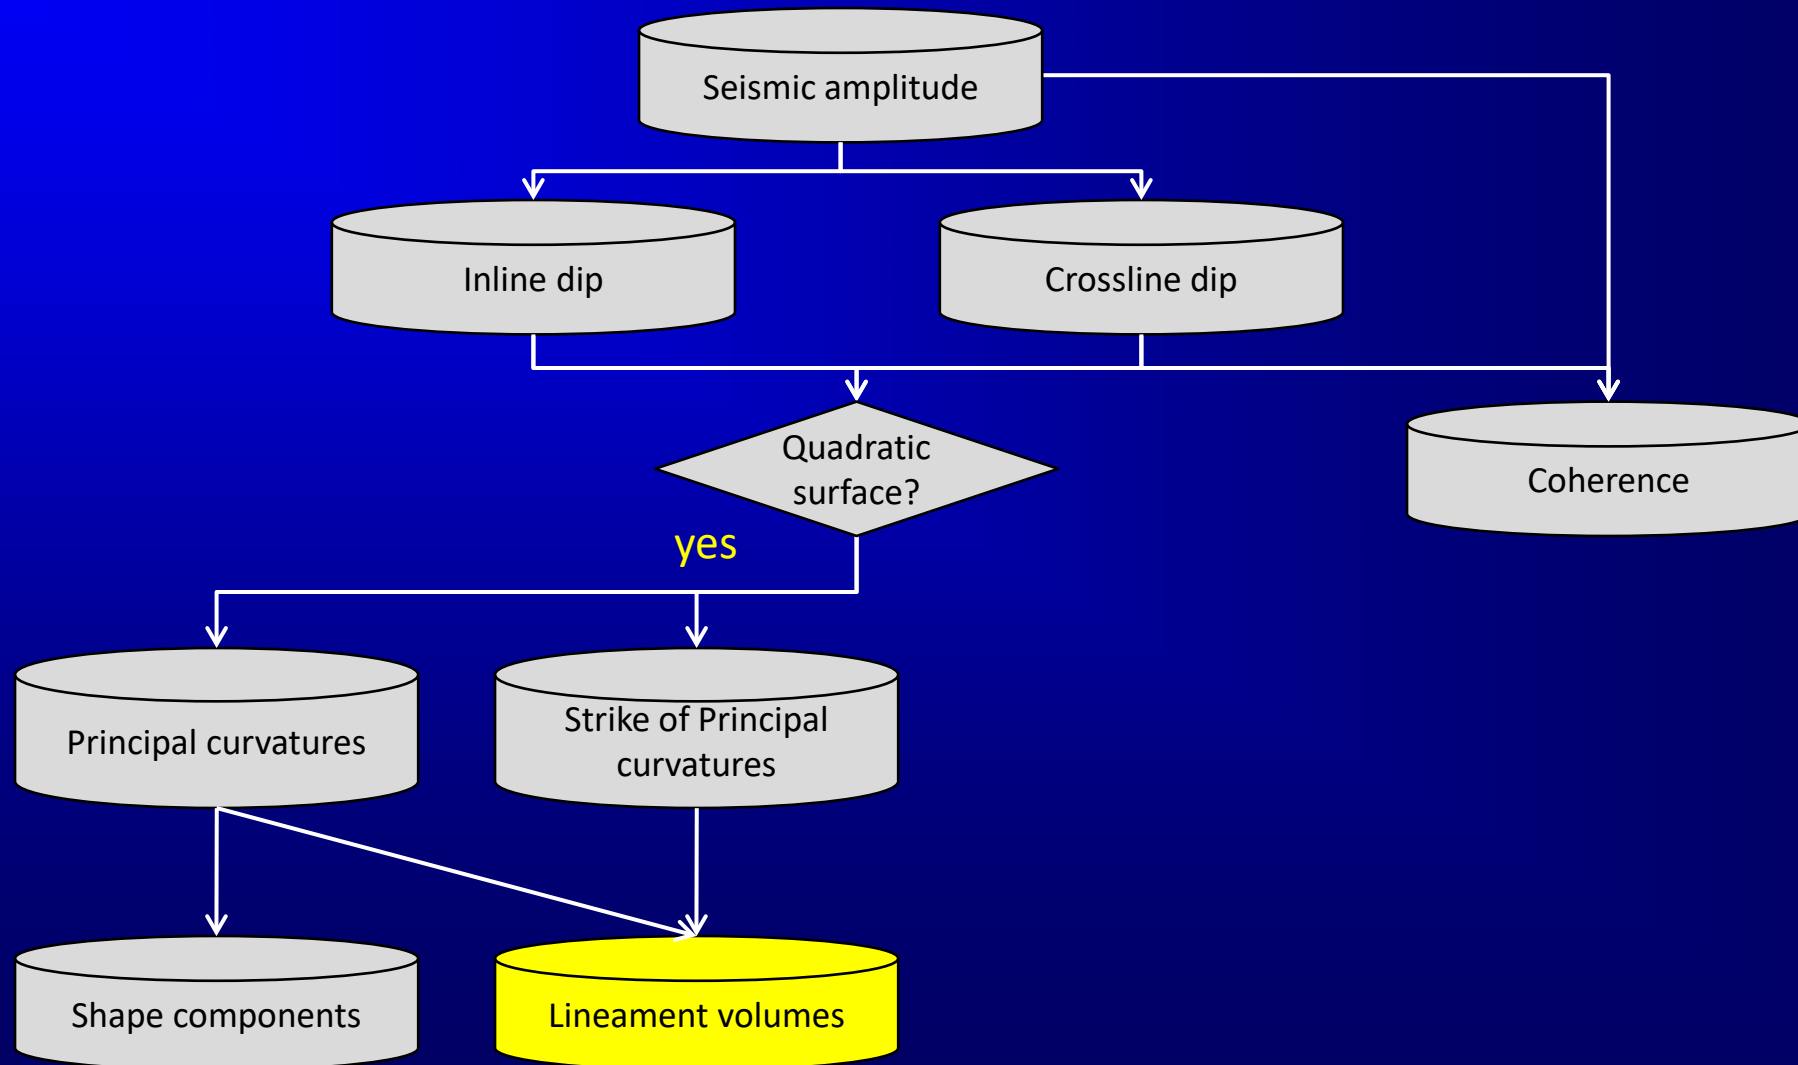 Seismic amplitude
Inline dip
Crossline dip
Quadratic
surface?
Coherence
yes
Principal curvatures
Strike of Principal
curvatures
Shape components
Lineament volumes